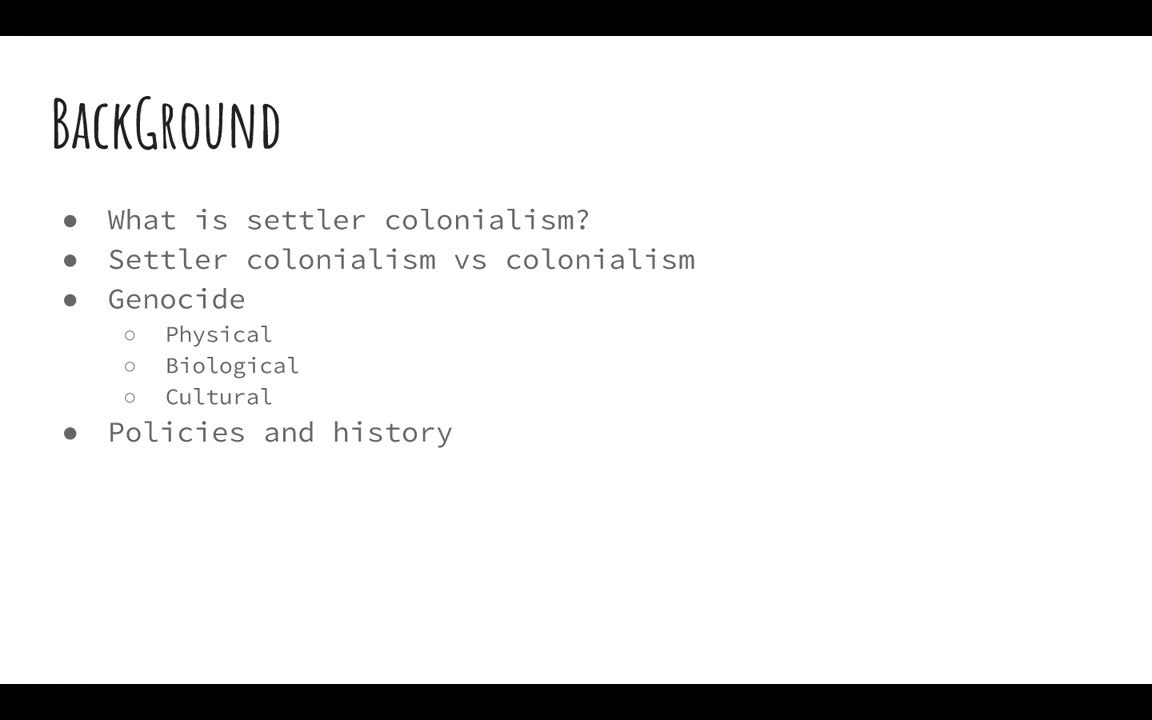 BackGround
● What is settler colonialism?
● Settler colonialism vs colonialism
● Genocide
○ Physical
○ Biological
○ Cultural
● Policies and history